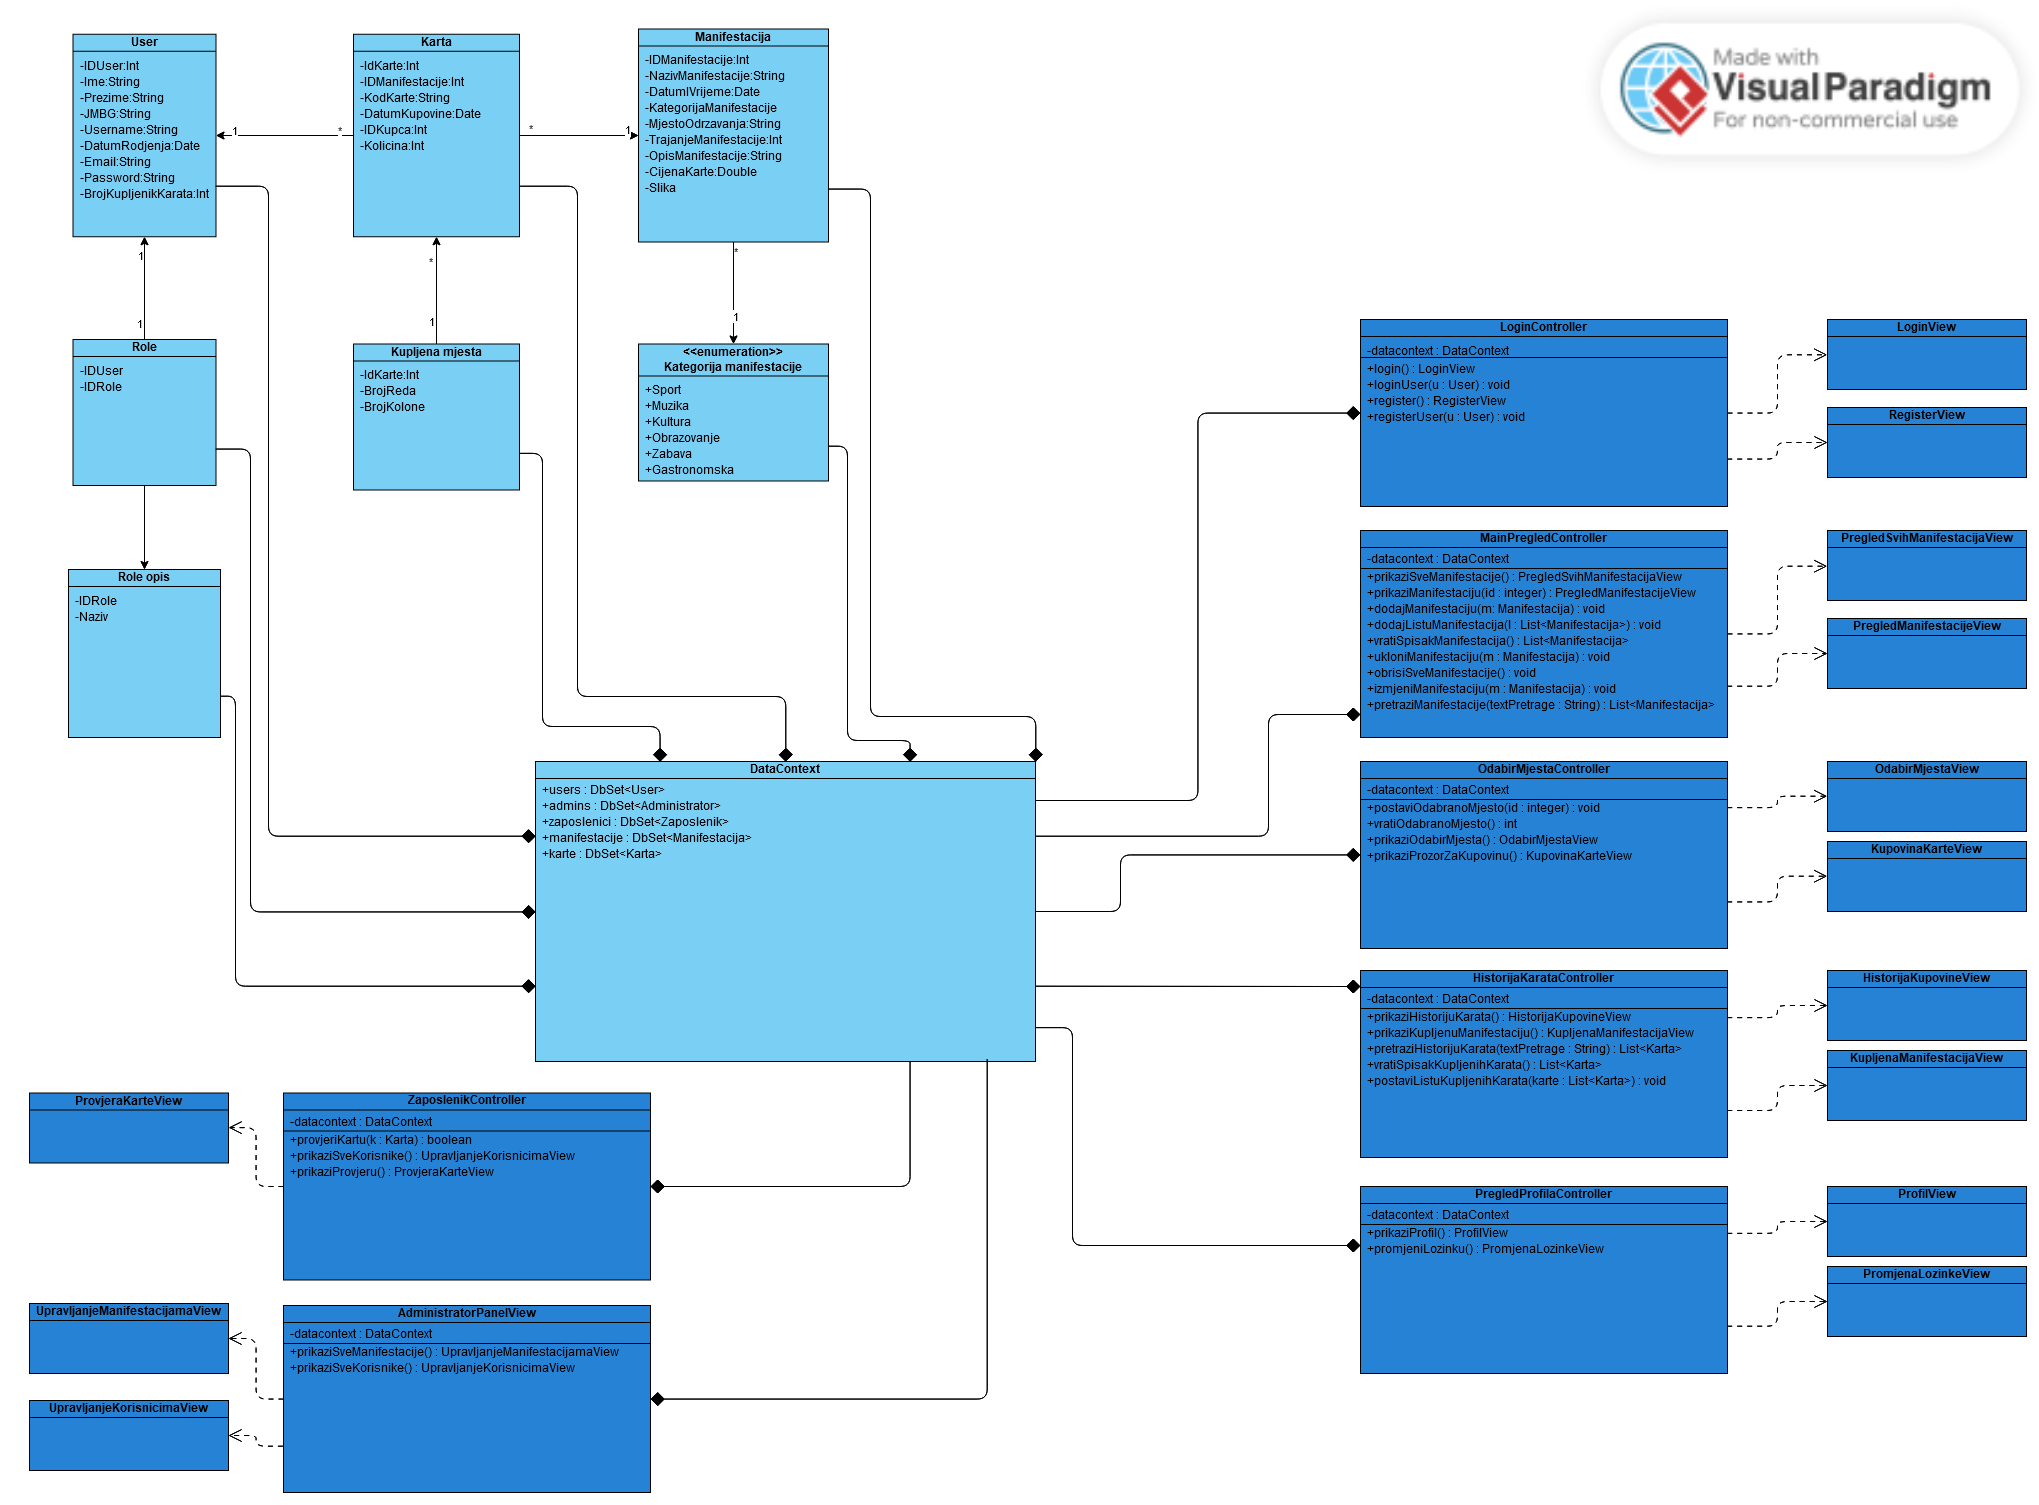 User
-IDUser:Int
-Ime:String
-Prezime:String
-JMBG:String
-Username:String
-DatumRodjenja:Date
-Email:String
-Password:String
-BrojKupljenikKarata:Int
Karta
-IdKarte:Int
-IDManifestacije:Int
-KodKarte:String
-DatumKupovine:Date
-IDKupca:Int
-Kolicina:Int
Manifestacija
-IDManifestacije:Int
-NazivManifestacije:String
-DatumIVrijeme:Date
-KategorijaManifestacije
-MjestoOdrzavanja:String
-TrajanjeManifestacije:Int
-OpisManifestacije:String
-CijenaKarte:Double
-Slika
Made with
Visual Paradigm
For non-commercial use
1
*
*
1
1
1
*
1
*
1
Role
-IDUser
-IDRole
Kupljena mjesta
-IdKarte:Int
-BrojReda
-BrojKolone
<<enumeration>>
Kategorija manifestacije
+Sport
+Muzika
+Kultura
+Obrazovanje
+Zabava
+Gastronomska
Role opis
-IDRole
-Naziv
DataContext
+users : DbSet<User>
+admins : DbSet<Administrator>
+zaposlenici : DbSet<Zaposlenik>
+manifestacije : DbSet<Manifestacija>
+karte : DbSet<Karta>
LoginController
-datacontext : DataContext
+login() : LoginView
+loginUser(u : User) : void
+register() : RegisterView
+registerUser(u : User) : void
LoginView
RegisterView
MainPregledController
-datacontext : DataContext
+prikaziSveManifestacije() : PregledSvihManifestacijaView
+prikaziManifestaciju(id : integer) : PregledManifestacijeView
+dodajManifestaciju(m: Manifestacija) : void
+dodajListuManifestacija(l : List<Manifestacija>) : void
+vratiSpisakManifestacija() : List<Manifestacija>
+ukloniManifestaciju(m : Manifestacija) : void
+obrisiSveManifestacije() : void
+izmjeniManifestaciju(m : Manifestacija) : void
+pretraziManifestacije(textPretrage : String) : List<Manifestacija>
PregledSvihManifestacijaView
PregledManifestacijeView
OdabirMjestaController
-datacontext : DataContext
+postaviOdabranoMjesto(id : integer) : void
+vratiOdabranoMjesto() : int
+prikaziOdabirMjesta() : OdabirMjestaView
+prikaziProzorZaKupovinu() : KupovinaKarteView
OdabirMjestaView
KupovinaKarteView
HistorijaKarataController
-datacontext : DataContext
+prikaziHistorijuKarata() : HistorijaKupovineView
+prikaziKupljenuManifestaciju() : KupljenaManifestacijaView
+pretraziHistorijuKarata(textPretrage : String) : List<Karta>
+vratiSpisakKupljenihKarata() : List<Karta>
+postaviListuKupljenihKarata(karte : List<Karta>) : void
HistorijaKupovineView
KupljenaManifestacijaView
PregledProfilaController
-datacontext : DataContext
+prikaziProfil() : ProfilView
+promjeniLozinku() : PromjenaLozinkeView
ProfilView
PromjenaLozinkeView
ProvjeraKarteView
ZaposlenikController
-datacontext : DataContext
+provjeriKartu(k : Karta) : boolean
+prikaziSveKorisnike() : UpravljanjeKorisnicimaView
+prikaziProvjeru() : ProvjeraKarteView
UpravljanjeManifestacijamaView
UpravljanjeKorisnicimaView
AdministratorPanelView
-datacontext : DataContext
+prikaziSveManifestacije() : UpravljanjeManifestacijamaView
+prikaziSveKorisnike() : UpravljanjeKorisnicimaView